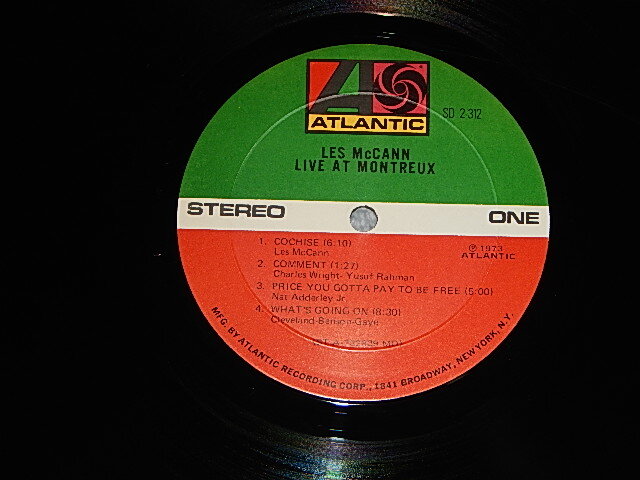 ATLANTIC
SD 2-312
LES McCANN
LIVE AT MONTREUX
STEREO
ONE
1. COCHISE (6:10)
Les McCann
2. COMMENT (1:27)
Charles Wright- Yusuf Rahman
3. PRICE YOU GOTTA PAY TO BE FREE (5:00)
Nat Adderley Jr.
4. WHAT'S GOING ON (8:30)
Cleveland-Benson-Gaye
℗ 1973
ATLANTIC
MFG. BY ATLANTIC RECORDING CORP., 1841 BROADWAY, NEW YORK, N.Y.